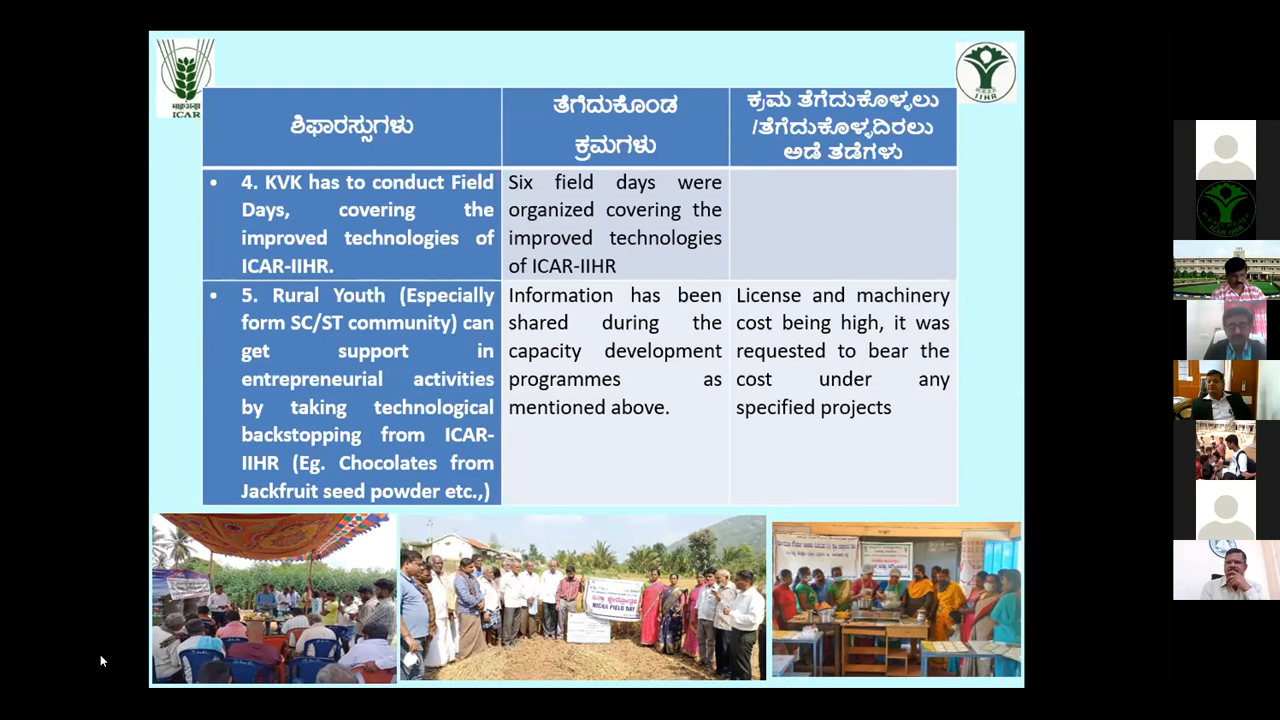 ICAR
IIHR
ಶಿಫಾರಸ್ಸುಗಳು
ತೆಗೆದುಕೊಂಡ
ಕ್ರಮಗಳು
ಕ್ರಮ ತೆಗೆದುಕೊಳ್ಳಲು
/ತೆಗೆದುಕೊಳ್ಳದಿರಲು
ಅಡೆ ತಡೆಗಳು
• 4. KVK has to conduct Field
Days, covering the
improved technologies of
ICAR-IIHR.
Six field days were
organized covering the
improved technologies
of ICAR-IIHR
• 5. Rural Youth (Especially
form SC/ST community) can
get support in
entrepreneurial activities
by taking technological
backstopping from ICAR-
IIHR (Eg. Chocolates from
Jackfruit seed powder etc.,)
Information has been
shared during the
capacity development
programmes as
mentioned above.
License and machinery
cost being high, it was
requested to bear the
cost under any
specified projects
NICRA FIELD DAY
ICAR IIHR